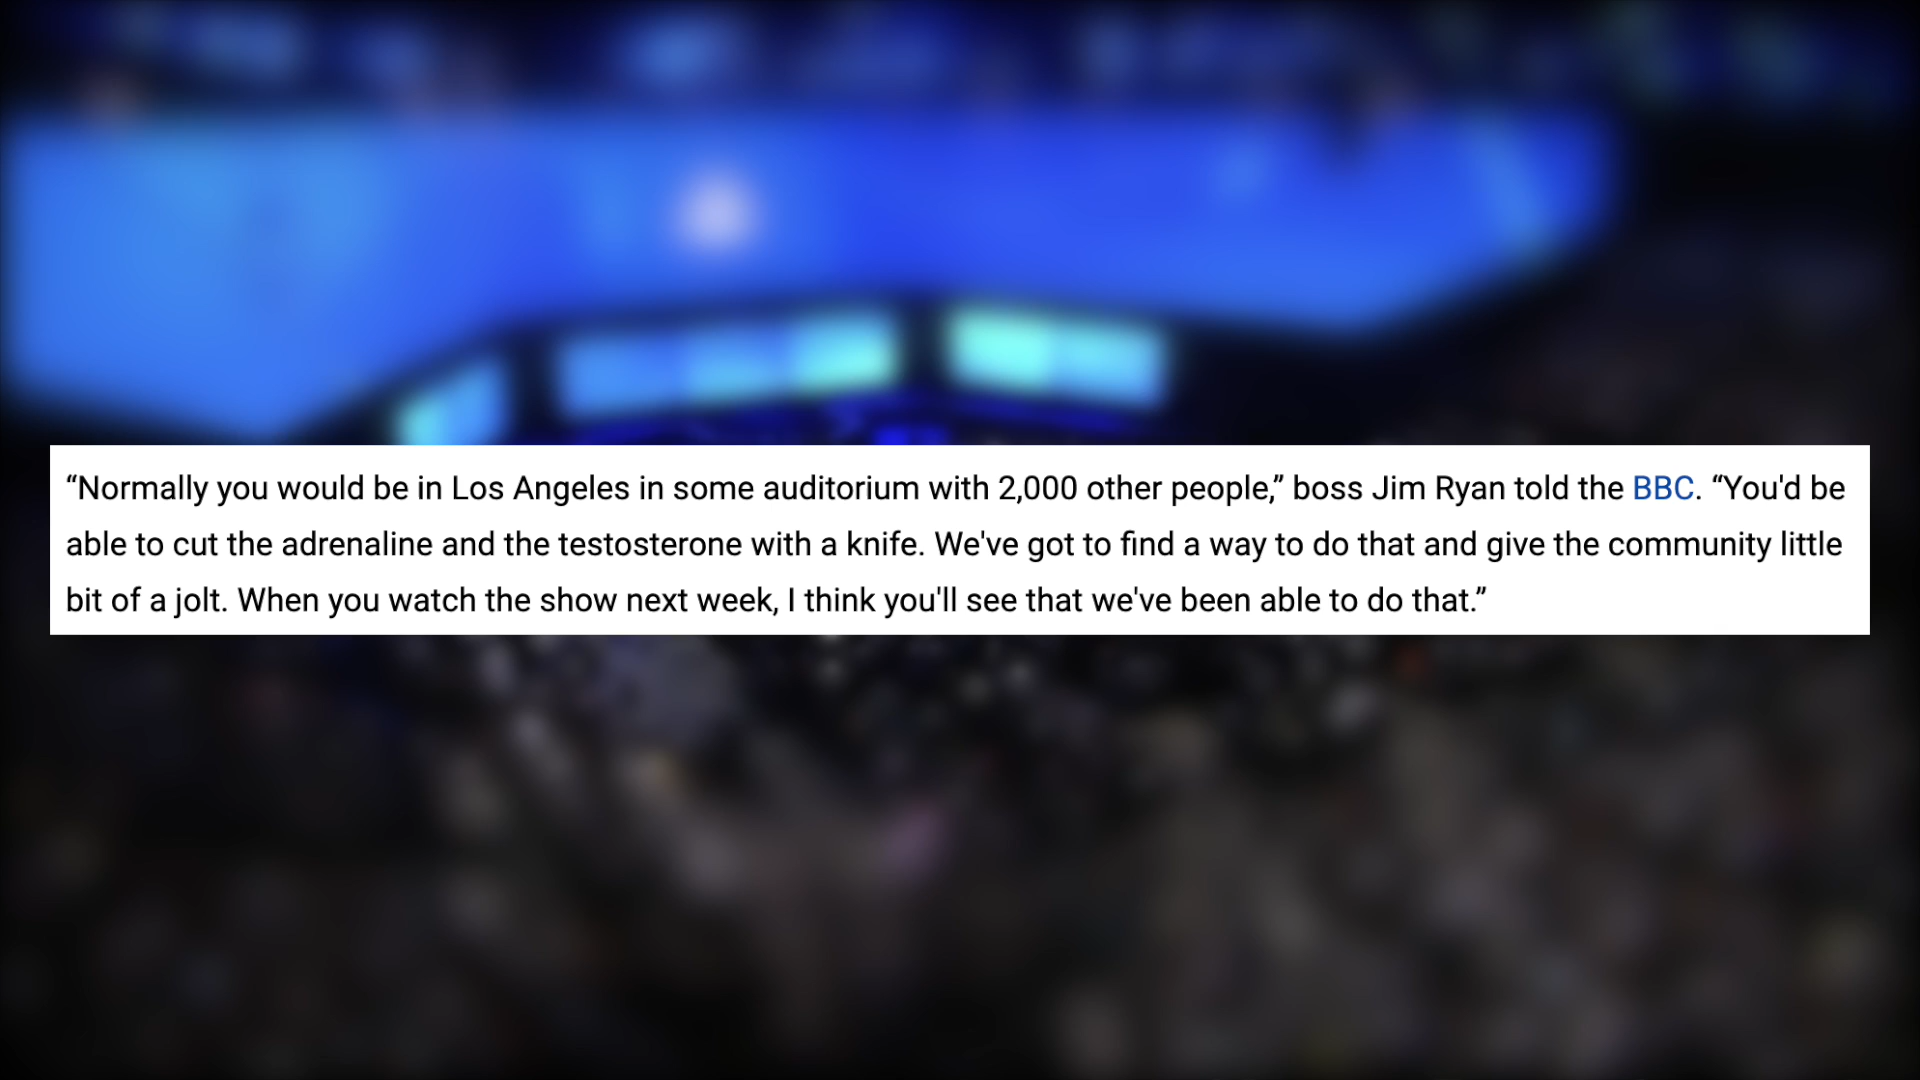 “Normally you would be in Los Angeles in some auditorium with 2,000 other people,” boss Jim Ryan told the BBC. “You'd be
able to cut the adrenaline and the testosterone with a knife. We've got to find a way to do that and give the community little
bit of a jolt. When you watch the show next week, I think you'll see that we've been able to do that.”